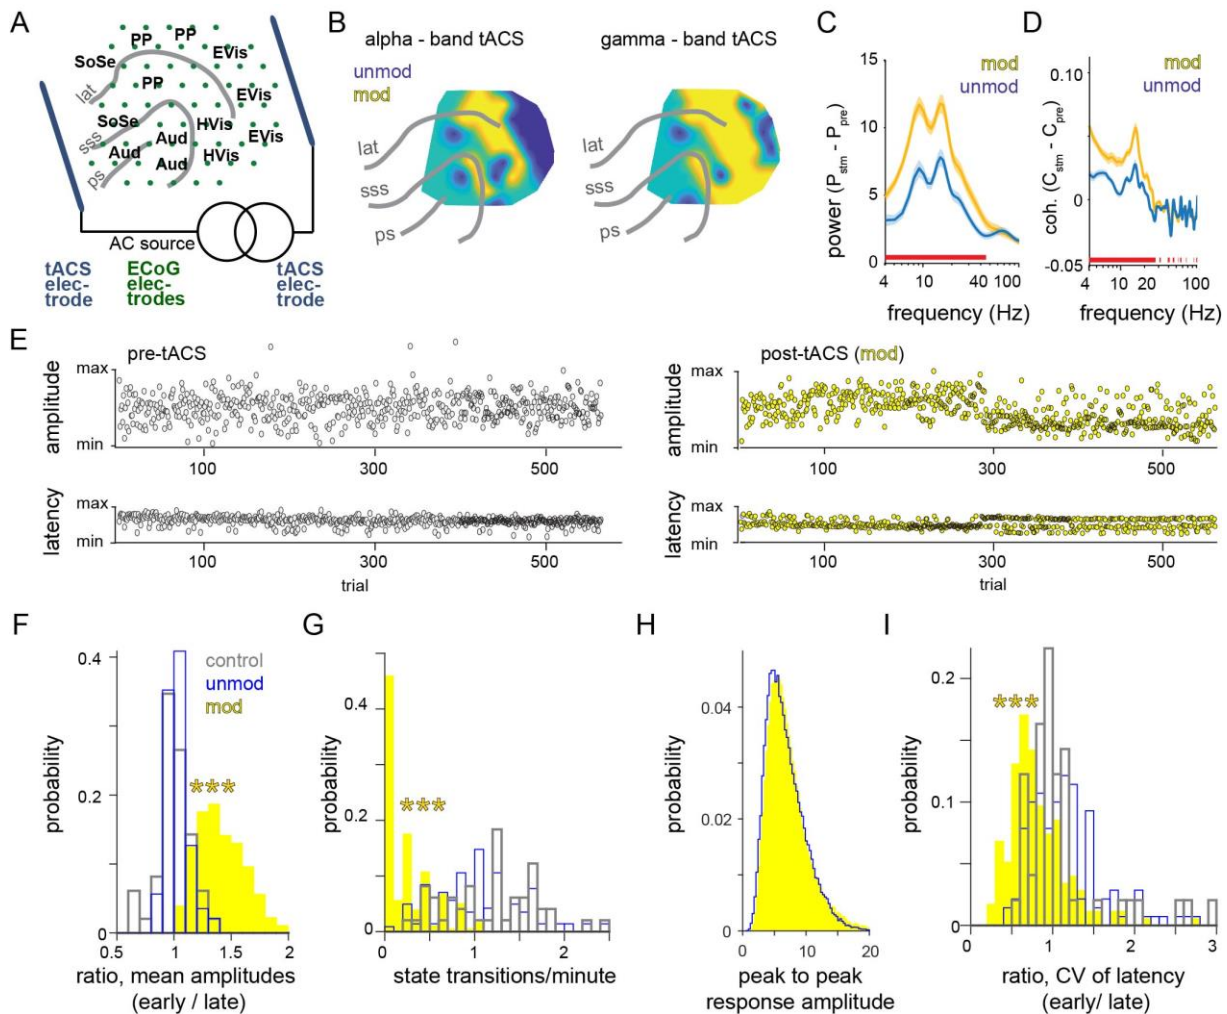 A
PP
PP
SoSe
EVis
PP
lat
EVis
SoSe
HVis
sss
EVis
Aud
Aud
HVis
Aud
ps
AC source
tACS
elec-
trode
ECoG
elec-
trodes
tACS
elec-
trode
B
alpha - band tACS
gamma - band tACS
unmod
mod
lat
sss
ps
lat
sss
ps
C
mod
unmod
power (Pstm - Ppre)
15
10
5
0
4
10
40
100
frequency (Hz)
D
mod
unmod
coh. (Cstm - Cpre)
0.10
0
-0.05
4
10
20
100
frequency (Hz)
E
pre-tACS
amplitude
max
min
100
300
500
latency
max
min
100
300
500
trial
post-tACS (mod)
amplitude
max
min
100
300
500
latency
max
min
100
300
500
trial
F
control
unmod
mod
***
probability
0.4
0.2
0
0.5
1
1.5
2
ratio, mean amplitudes
(early / late)
G
***
probability
0.4
0.2
0
0
1
2
state transitions/minute
H
probability
0.04
0.02
0
0
10
20
peak to peak
response amplitude
I
***
probability
0.2
0.1
0
0
1
2
3
ratio, CV of latency
(early/ late)